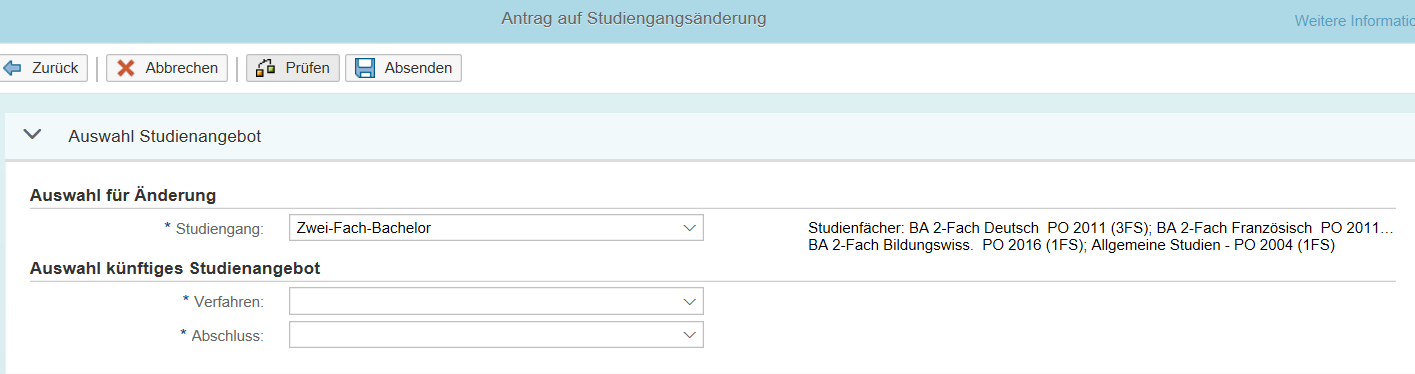 Antrag auf Studiengangsänderung
Weitere Informatio
Zurück Abbrechen Prüfen Absenden
Auswahl Studienangebot
Auswahl für Änderung
* Studiengang: Zwei-Fach-Bachelor
Studienfächer: BA 2-Fach Deutsch PO 2011 (3FS); BA 2-Fach Französisch PO 2011...
BA 2-Fach Bildungswiss. PO 2016 (1FS); Allgemeine Studien - PO 2004 (1FS)
Auswahl künftiges Studienangebot
* Verfahren:
* Abschluss: